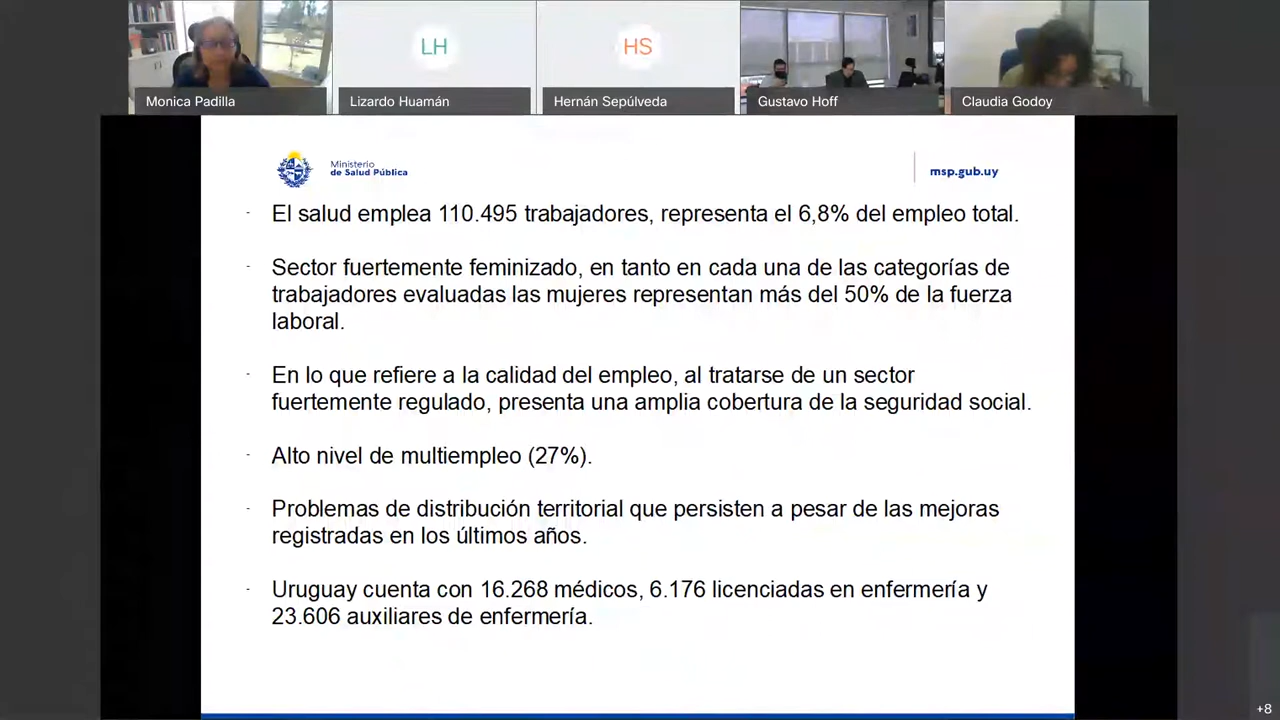 LH
HS
Monica Padilla
Lizardo Huamán
Hernán Sepúlveda
Gustavo Hoff
Claudia Godoy
Ministerio
de Salud Pública
msp.gub.uy
- El salud emplea 110.495 trabajadores, representa el 6,8% del empleo total.
- Sector fuertemente feminizado, en tanto en cada una de las categorías de
trabajadores evaluadas las mujeres representan más del 50% de la fuerza
laboral.
- En lo que refiere a la calidad del empleo, al tratarse de un sector
fuertemente regulado, presenta una amplia cobertura de la seguridad social.
- Alto nivel de multiempleo (27%).
- Problemas de distribución territorial que persisten a pesar de las mejoras
registradas en los últimos años.
- Uruguay cuenta con 16.268 médicos, 6.176 licenciadas en enfermería y
23.606 auxiliares de enfermería.
+8